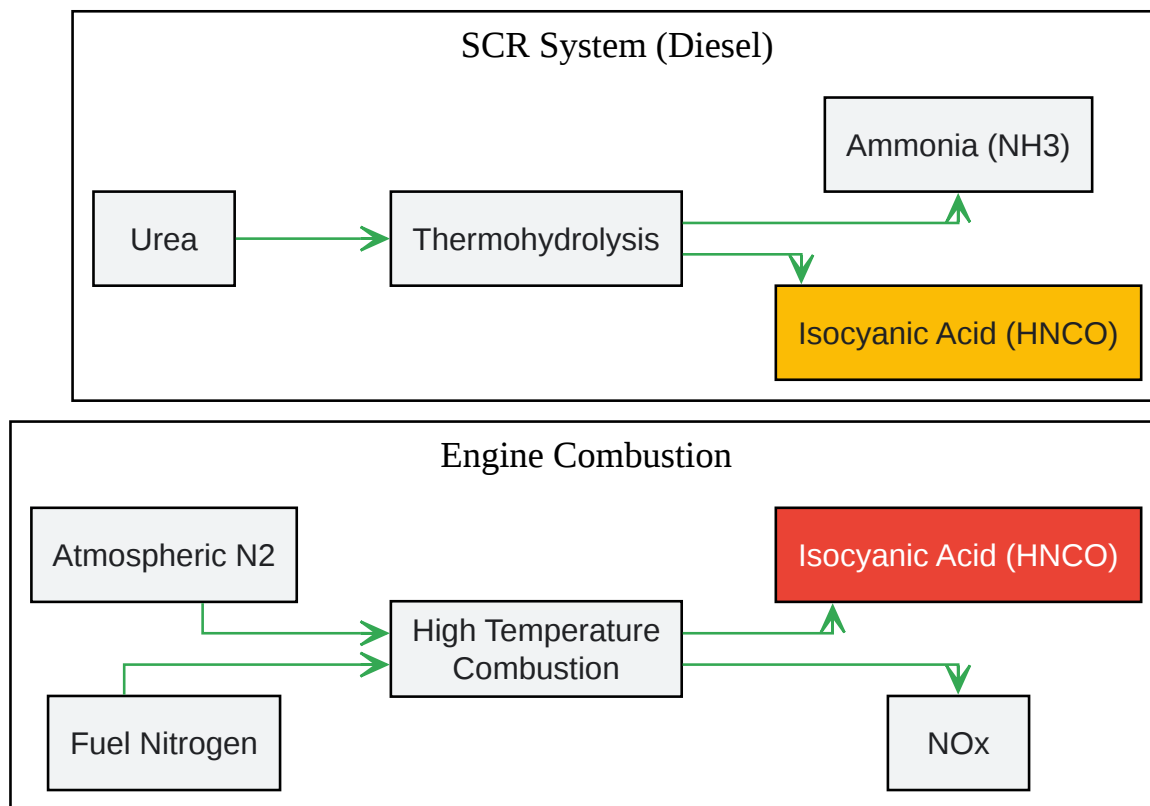 SCR System (Diesel)
Ammonia (NH3)
Urea
Thermohydrolysis
Isocyanic Acid (HNCO)
Engine Combustion
Atmospheric N2
Isocyanic Acid (HNCO)
High Temperature
Combustion
Fuel Nitrogen
NOx